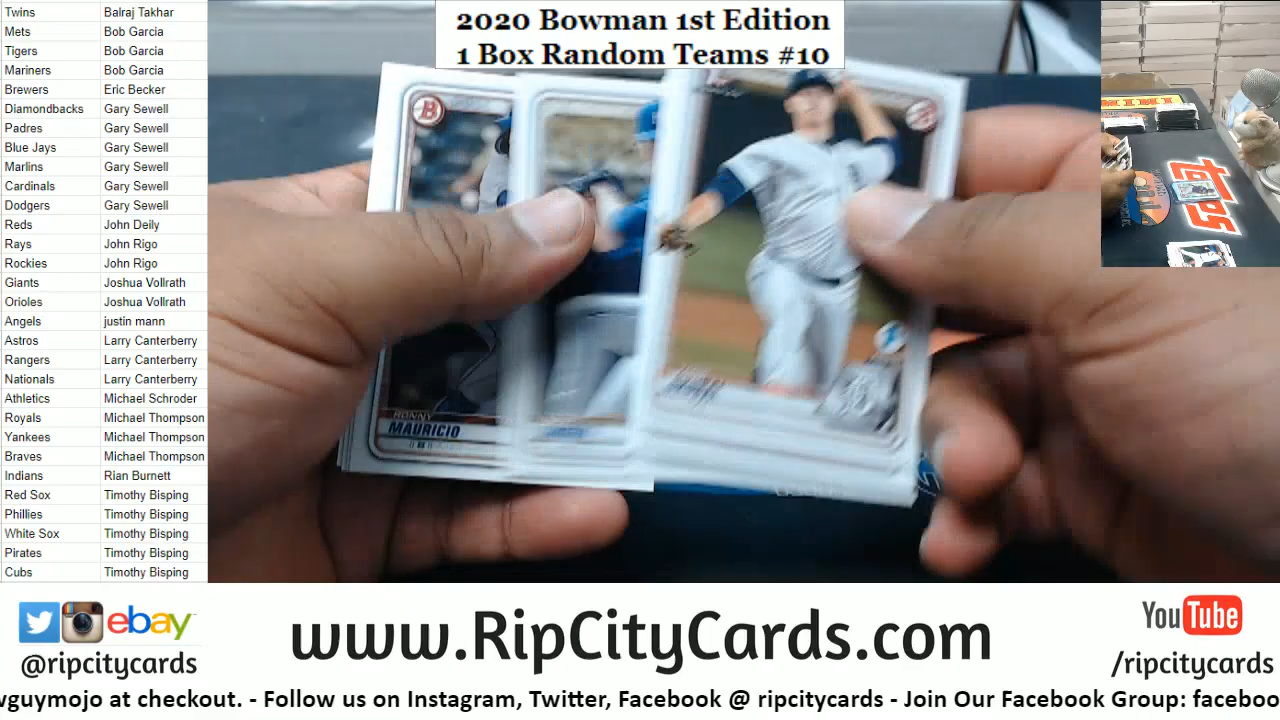 2020 Bowman 1st Edition
1 Box Random Teams #10
Twins Balraj Takhar
Mets Bob Garcia
Tigers Bob Garcia
Mariners Bob Garcia
Brewers Eric Becker
Diamondbacks Gary Sewell
Padres Gary Sewell
Blue Jays Gary Sewell
Marlins Gary Sewell
Cardinals Gary Sewell
Dodgers Gary Sewell
Reds John Deily
Rays John Rigo
Rockies John Rigo
Giants Joshua Vollrath
Orioles Joshua Vollrath
Angels justin mann
Astros Larry Canterberry
Rangers Larry Canterberry
Nationals Larry Canterberry
Athletics Michael Schroder
Royals Michael Thompson
Yankees Michael Thompson
Braves Michael Thompson
Indians Rian Burnett
Red Sox Timothy Bisping
Phillies Timothy Bisping
White Sox Timothy Bisping
Pirates Timothy Bisping
Cubs Timothy Bisping
B
RONNY
MAURICIO
topps
ebay
@ripcitycards
www.RipCityCards.com
YouTube
/ripcitycards
wguymojo at checkout. - Follow us on Instagram, Twitter, Facebook @ ripcitycards - Join Our Facebook Group: faceboo